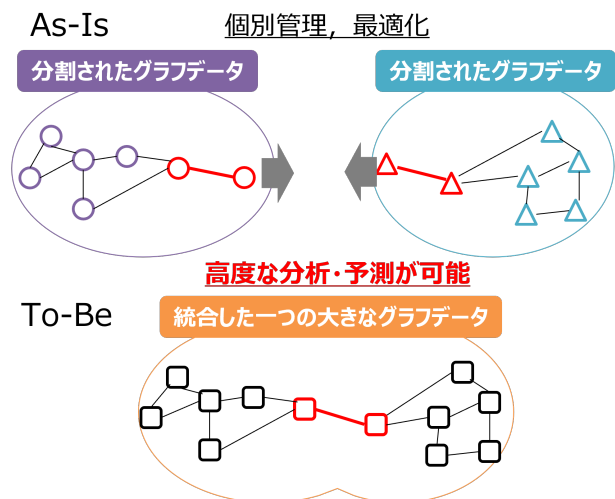 As-Is
個別管理，最適化
分割されたグラフデータ
分割されたグラフデータ
高度な分析・予測が可能
To-Be
統合した一つの大きなグラフデータ